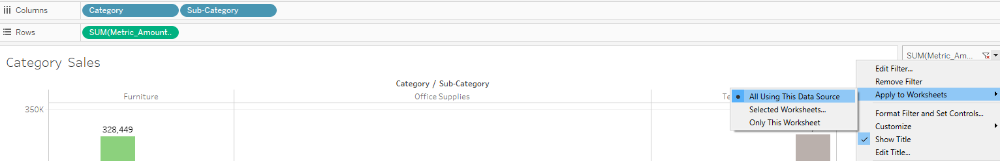 Columns Category Sub-Category
Rows SUM(Metric_Amount..
Category Sales
SUM(Metric_Am...
Edit Filter...
Remove Filter
Apply to Worksheets
Format Filter and Set Controls...
Customize
Show Title
Edit Title...
All Using This Data Source
Selected Worksheets...
Only This Worksheet
Category / Sub-Category
Furniture Office Supplies
350K
328,449